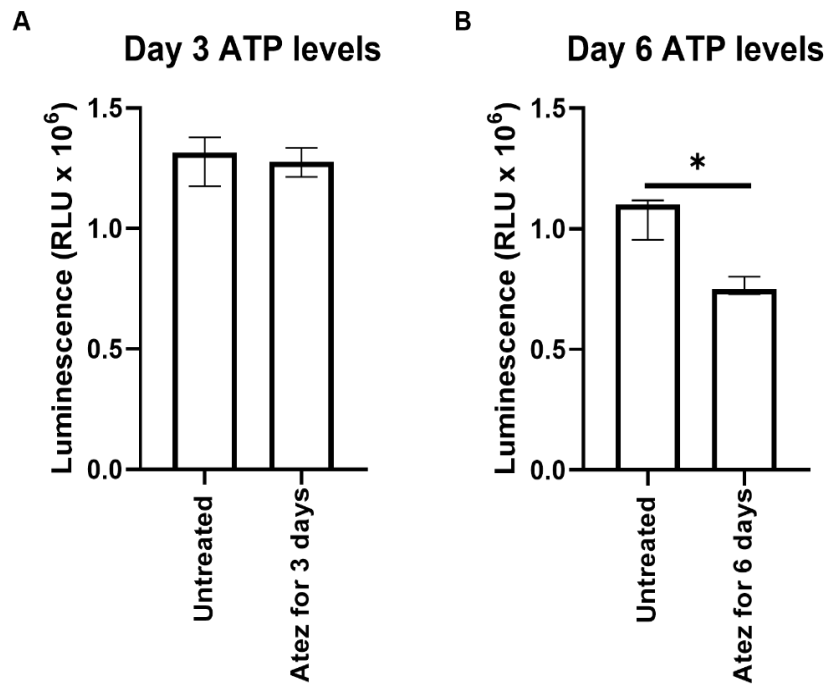 A
Day 3 ATP levels
Luminescence (RLU x 10⁶)
1.5
1.0
0.5
0.0
Untreated
Atez for 3 days
B
Day 6 ATP levels
Luminescence (RLU x 10⁶)
1.5
1.0
0.5
0.0
*
Untreated
Atez for 6 days